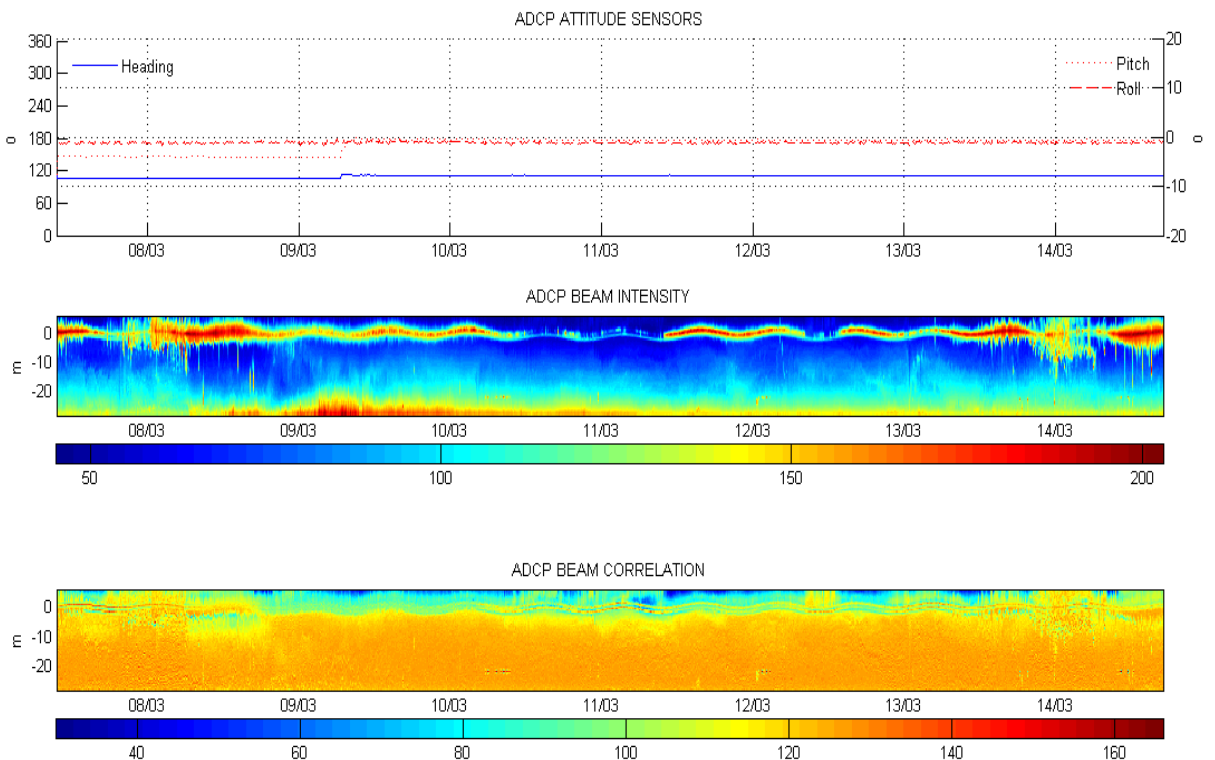 ADCP ATTITUDE SENSORS
360 20
Heading Pitch
300
10
Roll
240
180 0
o o
120
-10
60
0 -20
08/03 09/03 10/03 11/03 12/03 13/03 14/03
ADCP BEAM INTENSITY
0
-10
m
-20
08/03 09/03 10/03 11/03 12/03 13/03 14/03
50 100 150 200
ADCP BEAM CORRELATION
0
-10
m
-20
08/03 09/03 10/03 11/03 12/03 13/03 14/03
40 60 80 100 120 140 160